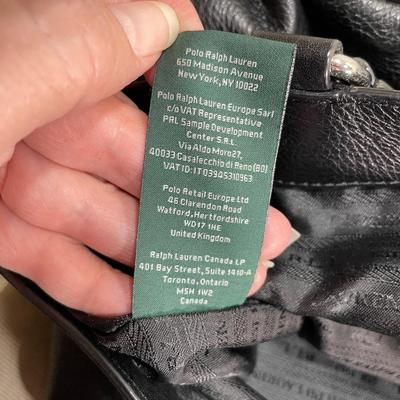 Polo Ralph Lauren
650 Madison Avenue
New York, NY 10022
Polo Ralph Lauren Europe Sarl
c/o VAT Representative
PRL Sample Development
Center S.R.L.
Via Aldo Moro 27,
40033 Casalecchio di Reno (BO)
VAT ID: IT03945310963
Polo Retail Europe Ltd
46 Clarendon Road
Watford, Hertfordshire
WD17 1HE
United Kingdom
Ralph Lauren Canada LP
401 Bay Street, Suite 1410-A
Toronto, Ontario
M5H 1W2
Canada